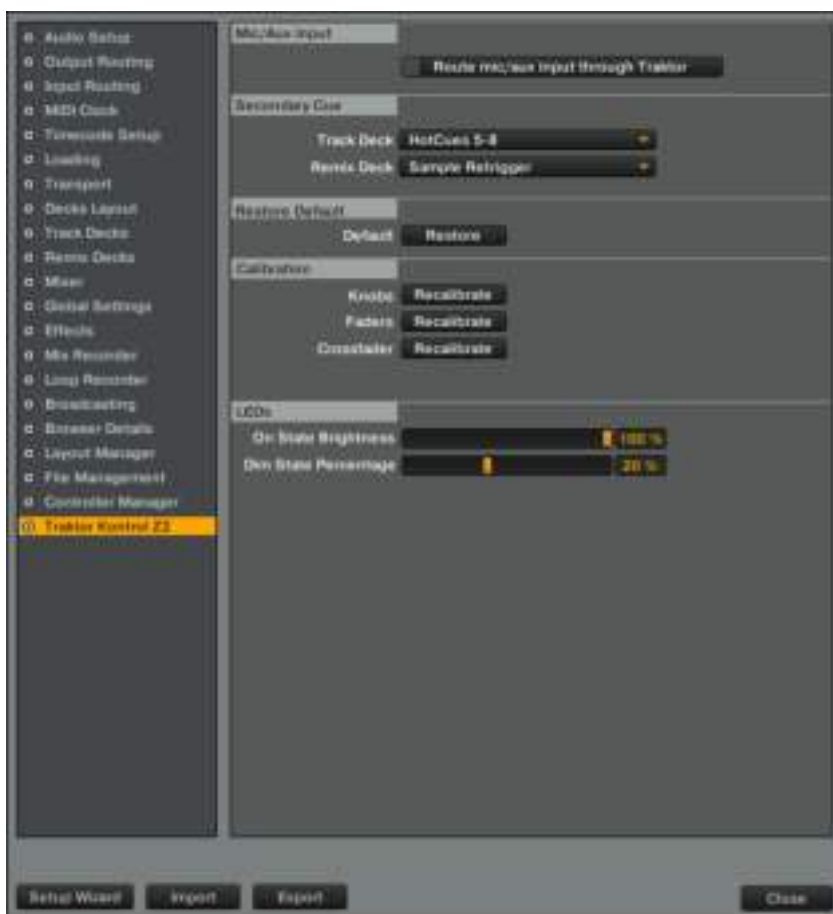 Audio Setup
Output Routing
Input Routing
MIDI Clock
Timecode Setup
Loading
Transport
Decks Layout
Track Decks
Remix Decks
Mixer
Global Settings
Effects
Mix Recorder
Loop Recorder
Broadcasting
Browser Details
Layout Manager
File Management
Controller Manager
Traktor Kontrol Z2
Mic/Aux Input
Route mic/aux input through Traktor
Secondary Cue
Track Deck HotCues 5-8
Remix Deck Sample Retrigger
Restore Default
Default Restore
Calibration
Knobs Recalibrate
Faders Recalibrate
Crossfader Recalibrate
LEDs
On State Brightness 100 %
Dim State Percentage 20 %
Setup Wizard Import Export Close